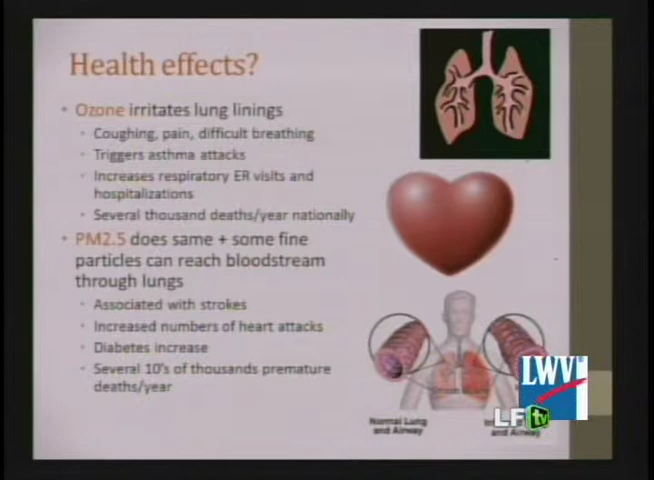 Health effects?
• Ozone irritates lung linings
• Coughing, pain, difficult breathing
• Triggers asthma attacks
• Increases respiratory ER visits and
hospitalizations
• Several thousand deaths/year nationally
• PM2.5 does same + some fine
particles can reach bloodstream
through lungs
• Associated with strokes
• Increased numbers of heart attacks
• Diabetes increase
• Several 10's of thousands premature
deaths/year
Normal Lung
and Airway
and Airway
LWV
LF tv